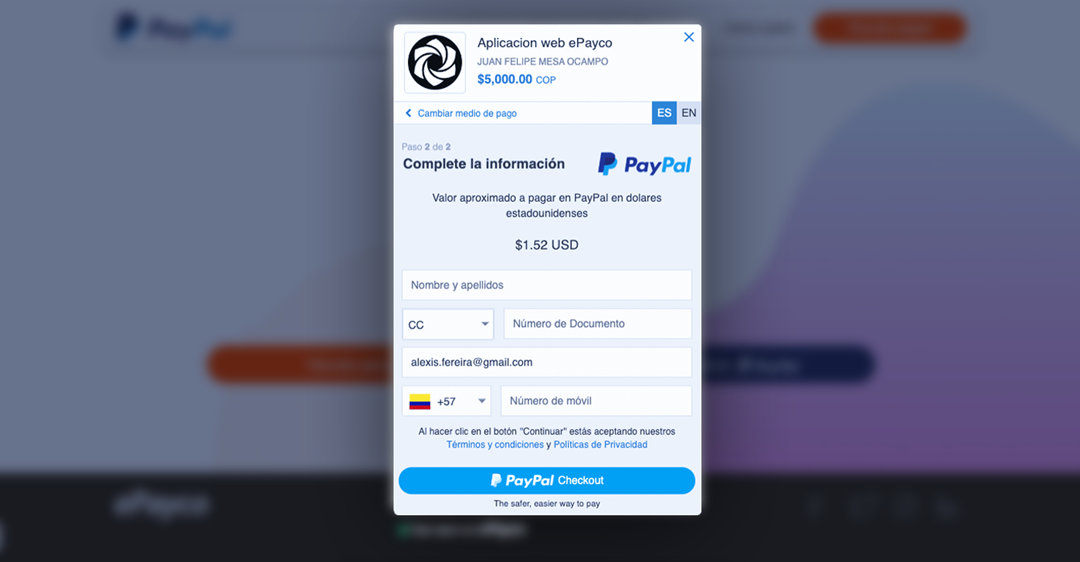 PayPal
Aplicacion web ePayco
JUAN FELIPE MESA OCAMPO
$5,000.00 COP
Cambiar medio de pago
ES EN
Paso 2 de 2
Complete la información
PayPal
Valor aproximado a pagar en PayPal en dolares
estadounidenses
$1.52 USD
Nombre y apellidos
CC Número de Documento
alexis.fereira@gmail.com
+57 Número de móvil
Al hacer clic en el botón "Continuar" estás aceptando nuestros
Términos y condiciones y Políticas de Privacidad
PayPal Checkout
The safer, easier way to pay
ePayco